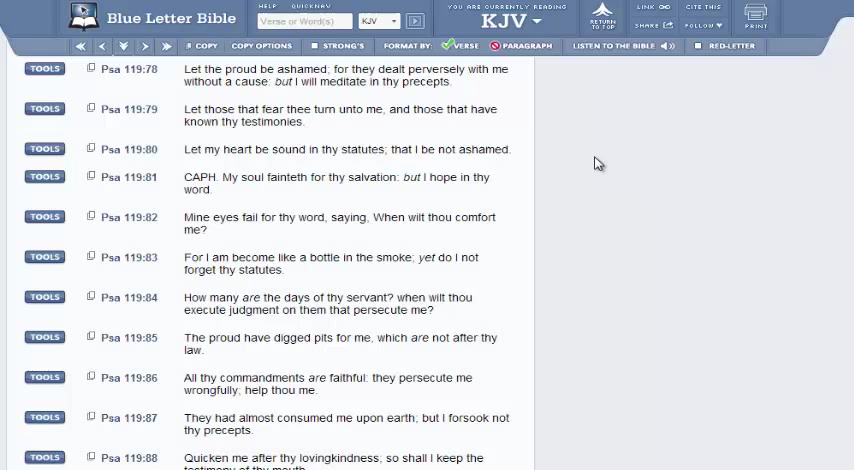 Blue Letter Bible
HELP QUICKNAV
Verse or Word(s)
KJV
YOU ARE CURRENTLY READING
KJV
RETURN
TO TOP
LINK
CITE THIS
SHARE
FOLLOW
PRINT
COPY
COPY OPTIONS
STRONG'S
FORMAT BY:
VERSE
PARAGRAPH
LISTEN TO THE BIBLE
RED-LETTER
TOOLS Psa 119:78 Let the proud be ashamed; for they dealt perversely with me
without a cause: but I will meditate in thy precepts.
TOOLS Psa 119:79 Let those that fear thee turn unto me, and those that have
known thy testimonies.
TOOLS Psa 119:80 Let my heart be sound in thy statutes; that I be not ashamed.
TOOLS Psa 119:81 CAPH. My soul fainteth for thy salvation: but I hope in thy
word.
TOOLS Psa 119:82 Mine eyes fail for thy word, saying, When wilt thou comfort
me?
TOOLS Psa 119:83 For I am become like a bottle in the smoke; yet do I not
forget thy statutes.
TOOLS Psa 119:84 How many are the days of thy servant? when wilt thou
execute judgment on them that persecute me?
TOOLS Psa 119:85 The proud have digged pits for me, which are not after thy
law.
TOOLS Psa 119:86 All thy commandments are faithful: they persecute me
wrongfully; help thou me.
TOOLS Psa 119:87 They had almost consumed me upon earth; but I forsook not
thy precepts.
TOOLS Psa 119:88 Quicken me after thy lovingkindness; so shall I keep the
testimony of thy mouth.